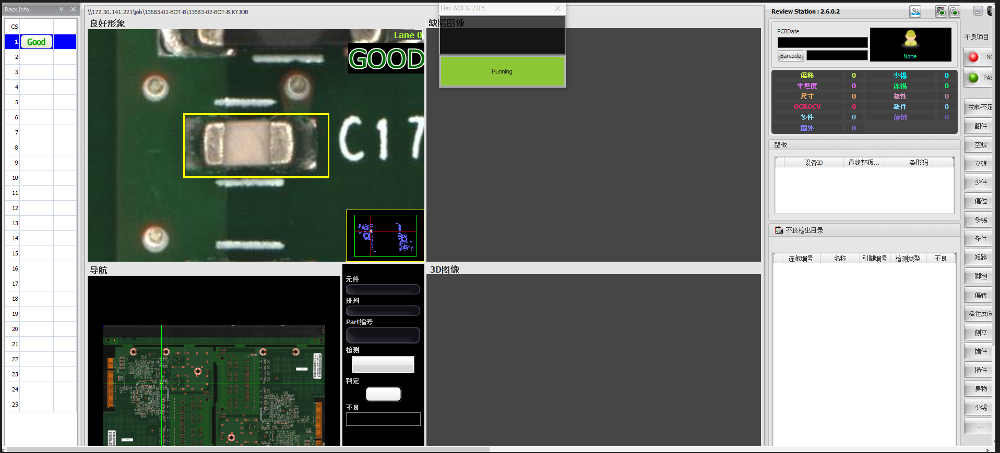 Rack Info.
CS
1 Good
2
3
4
5
6
7
8
9
10
11
12
13
14
15
16
17
18
19
20
21
22
23
24
25
\\172.30.141.221\job\13683-02-BOT-B\13683-02-BOT-B.KYJOB
良好形象
Lane 0
GOOD
C17
导航
元件
排列
Part编号
检测
判定
不良
缺陷图像
Flex AOI AI 2.0.5
Running
3D图像
Review Station : 2.6.0.2
PCBDate
Barcode
None
偏移 0 少锡 0
平坦度 0 连锡 0
尺寸 0 极性 0
OCROCV 0 缺件 0
多件 0 颠倒 0
国外 0
整板
设备ID 最终整板... 条形码
不良检出目录
连板编号 名称 引脚编号 检测类型 不良
不良项目
NG
PAS
物料不足
翻件
空焊
立碑
少件
偏位
多锡
多件
短路
脚翘
偏转
极性反向
侧立
错件
损件
异物
少锡
...